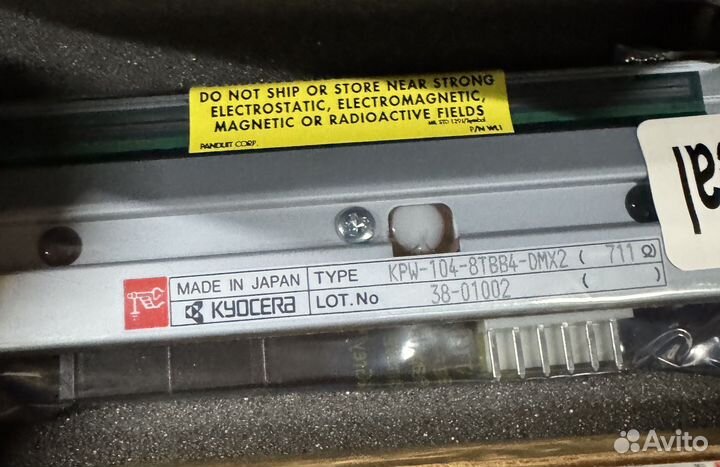 DO NOT SHIP OR STORE NEAR STRONG
ELECTROSTATIC, ELECTROMAGNETIC,
MAGNETIC OR RADIOACTIVE FIELDS
PANDUIT CORP.
P/N WL1
MADE IN JAPAN TYPE KPW-104-8TBB4-DMX2 ( 711 Ω)
KYOCERA LOT.No 38-01002 ( )
Avito